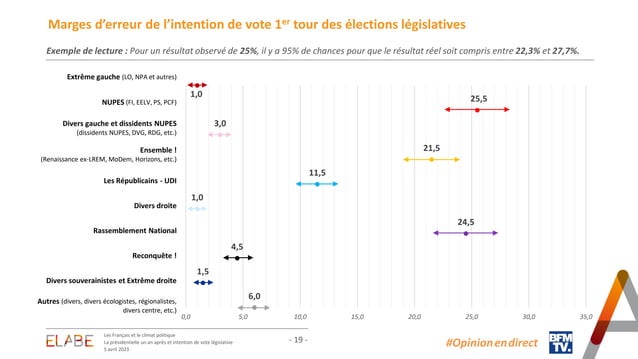 Marges d’erreur de l’intention de vote 1er tour des élections législatives
Exemple de lecture : Pour un résultat observé de 25%, il y a 95% de chances pour que le résultat réel soit compris entre 22,3% et 27,7%.
Extrême gauche (LO, NPA et autres)
1,0
NUPES (FI, EELV, PS, PCF)
25,5
Divers gauche et dissidents NUPES
(dissidents NUPES, DVG, RDG, etc.)
3,0
Ensemble !
(Renaissance ex-LREM, MoDem, Horizons, etc.)
21,5
Les Républicains - UDI
11,5
Divers droite
1,0
Rassemblement National
24,5
Reconquête !
4,5
Divers souverainistes et Extrême droite
1,5
Autres (divers, divers écologistes, régionalistes,
divers centre, etc.)
6,0
0,0 5,0 10,0 15,0 20,0 25,0 30,0 35,0
ELABE
Les Français et le climat politique
La présidentielle un an après et intention de vote législative
5 avril 2023
- 19 -
#Opinion en direct
BFM
TV.